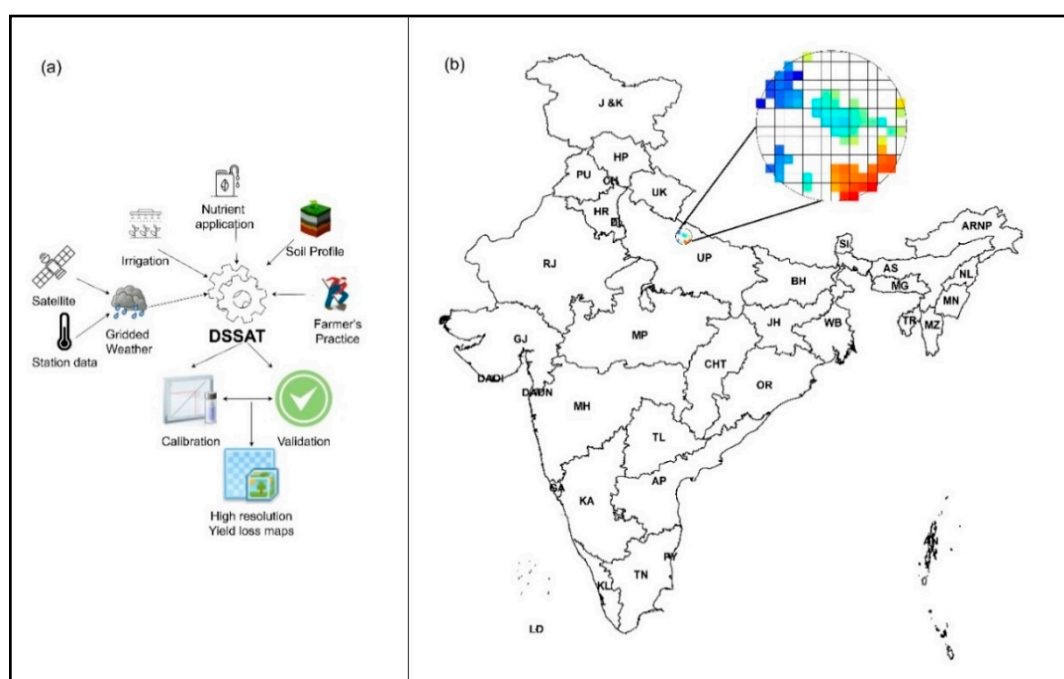 (a)
Nutrient
application
Soil Profile
Irrigation
Satellite
Gridded
Weather
Station data
DSSAT
Farmer's
Practice
Calibration
Validation
High resolution
Yield loss maps
(b)
J &K
HP
PU
CH
UK
HR
RJ
UP
ARNP
SI
AS
NL
MG
BH
MN
TR
MZ
JH
WB
GJ
MP
CHT
OR
DADI
DADN
MH
TL
AP
GA
KA
PY
TN
KL
LD
AN